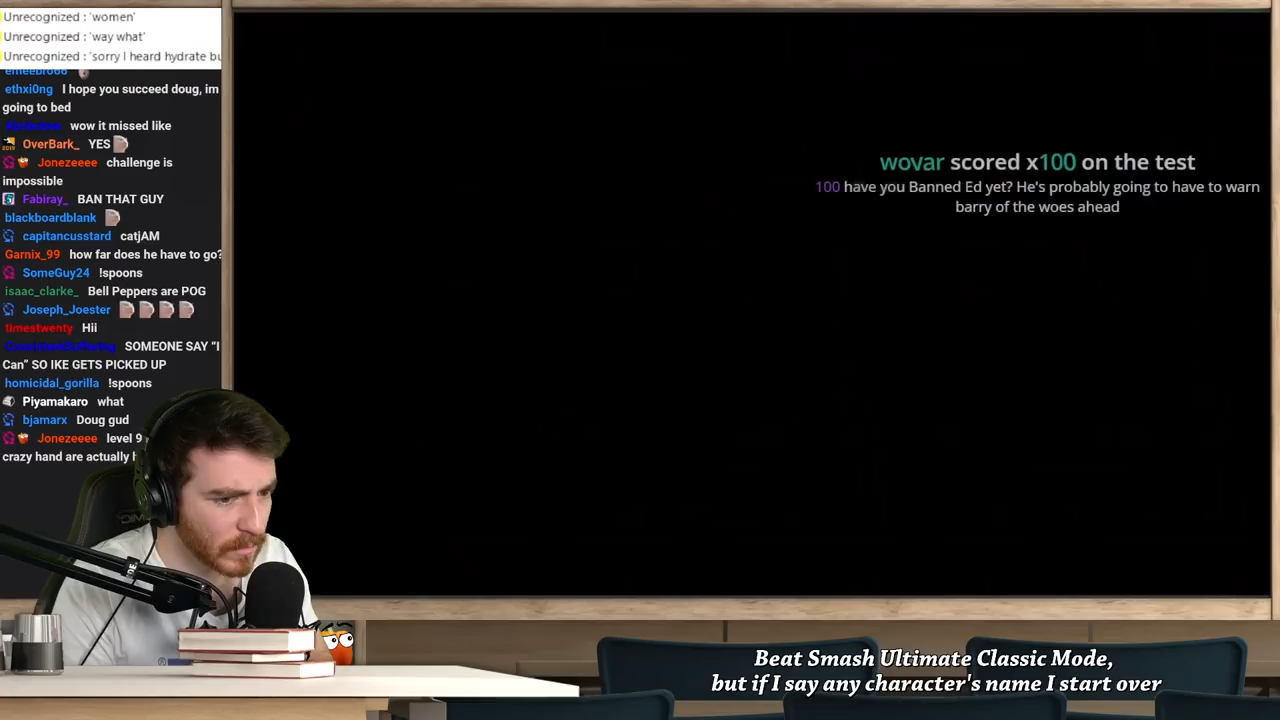 Unrecognized : 'women'
Unrecognized : 'way what'
Unrecognized : 'sorry I heard hydrate bu
emeebro66
ethxi0ng I hope you succeed doug, im
going to bed
wow it missed like
OverBark_ YES
Jonezeeee challenge is
impossible
Fabiray_ BAN THAT GUY
blackboardblank
capitancusstard catjAM
Garnix_99 how far does he have to go?
SomeGuy24 !spoons
isaac_clarke_ Bell Peppers are POG
Joseph_Joester
timestwenty Hii
ConsistentSuffering SOMEONE SAY “I
Can” SO IKE GETS PICKED UP
homicidal_gorilla !spoons
Piyamakaro what
bjamarx Doug gud
Jonezeeee level 9
crazy hand are actually h
wovar scored x100 on the test
100 have you Banned Ed yet? He's probably going to have to warn
barry of the woes ahead
Beat Smash Ultimate Classic Mode,
but if I say any character's name I start over